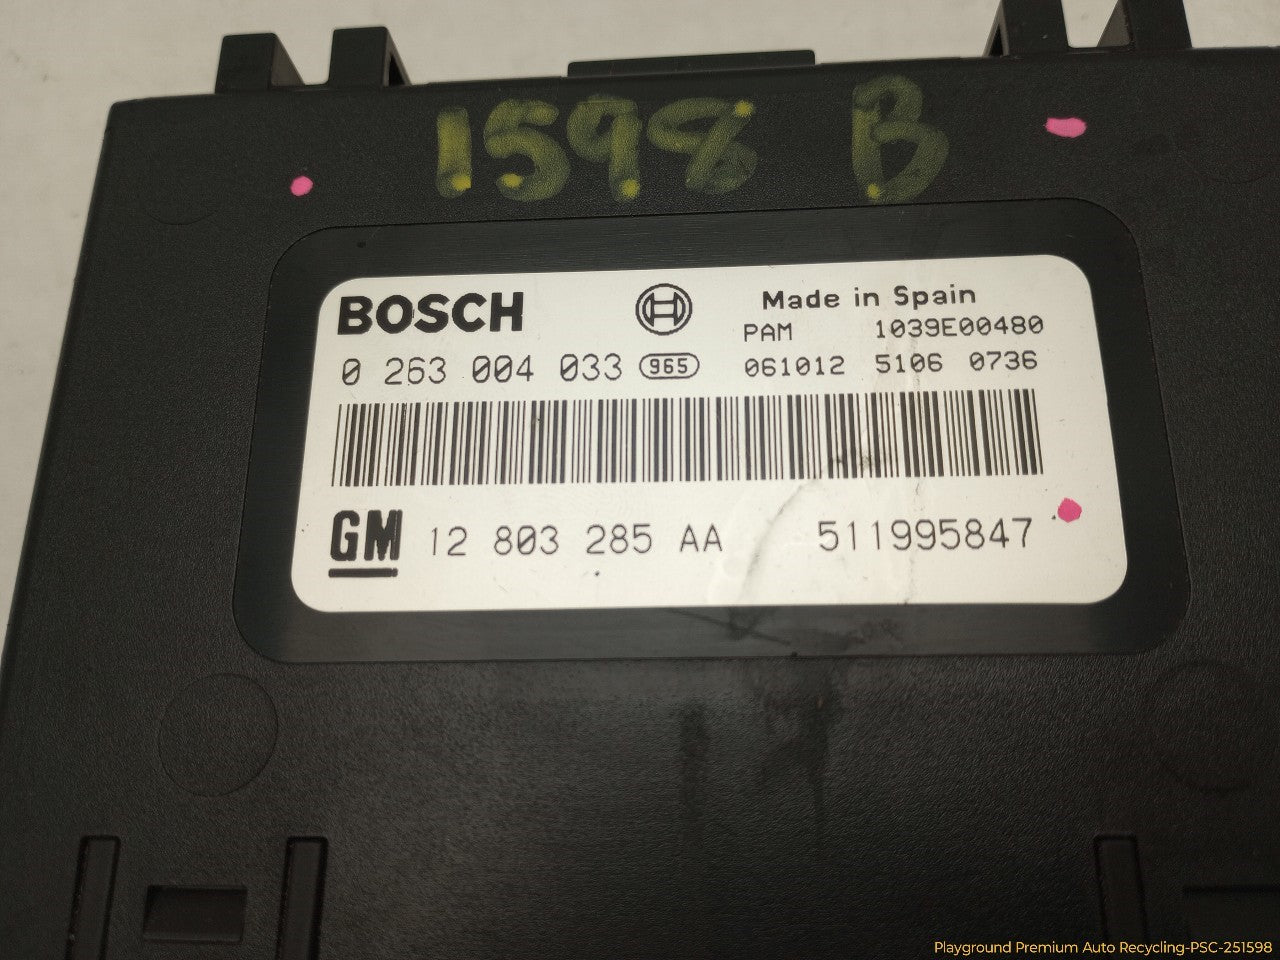 1598 B
BOSCH
Made in Spain
PAM 1039E00480
0 263 004 033 965 061012 5106 0736
GM 12 803 285 AA 511995847
Playground Premium Auto Recycling-PSC-251598